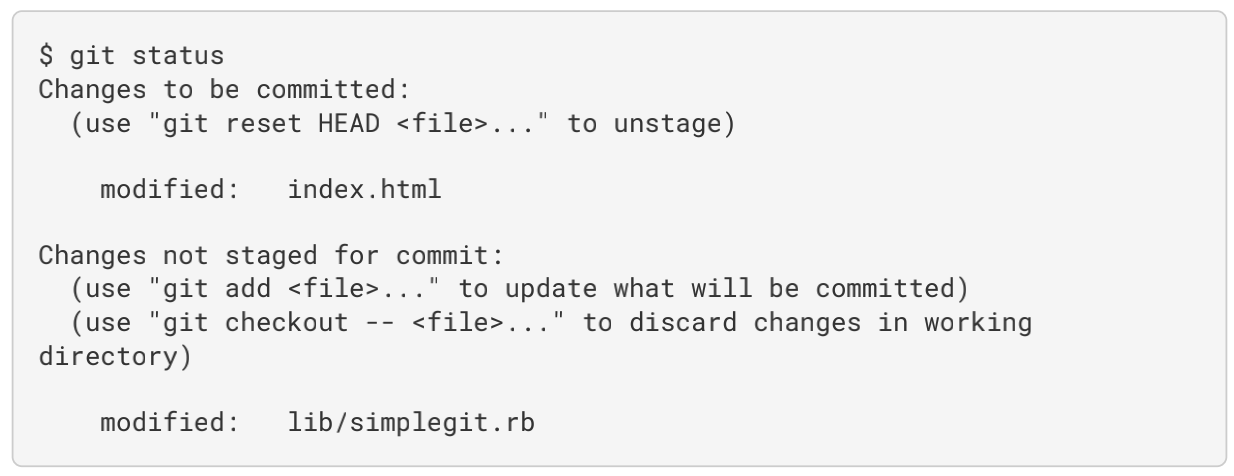 $ git status
Changes to be committed:
  (use "git reset HEAD <file>..." to unstage)

    modified:   index.html

Changes not staged for commit:
  (use "git add <file>..." to update what will be committed)
  (use "git checkout -- <file>..." to discard changes in working
directory)

    modified:   lib/simplegit.rb